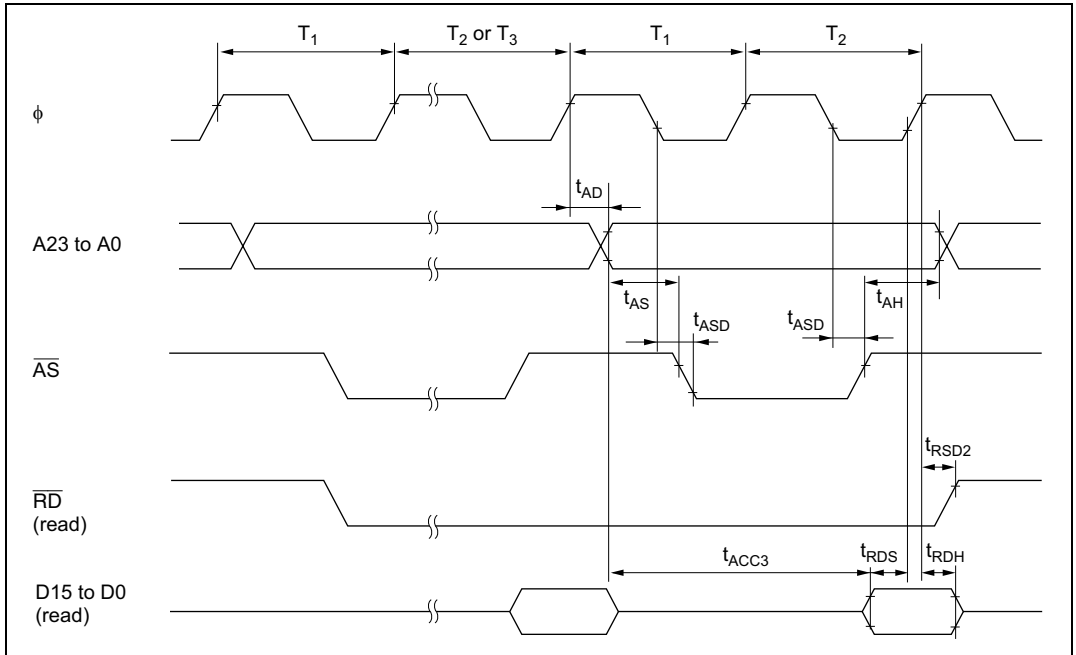 T1 T2 or T3 T1 T2
φ
tAD
A23 to A0
tAS tASD tASD tAH
AS
tRSD2
RD
(read)
tACC3 tRDS tRDH
D15 to D0
(read)